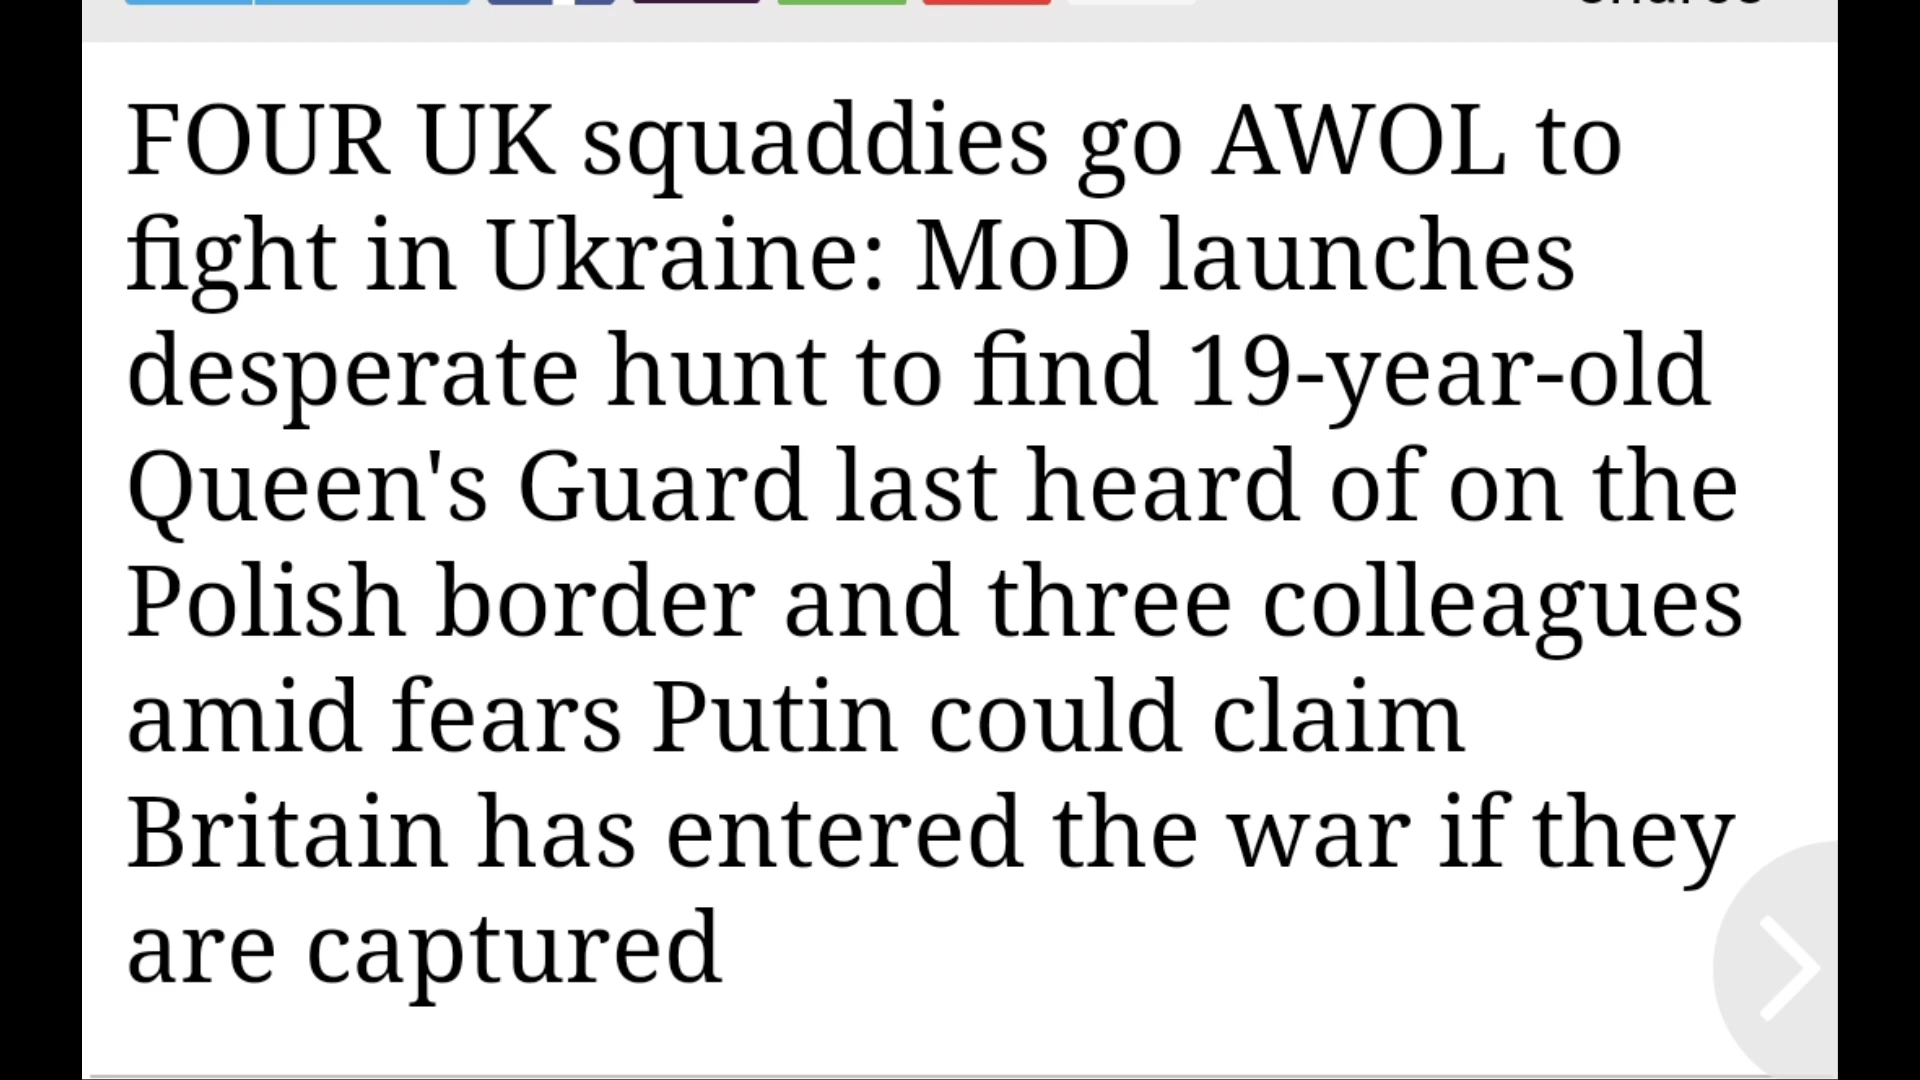 FOUR UK squaddies go AWOL to
fight in Ukraine: MoD launches
desperate hunt to find 19-year-old
Queen's Guard last heard of on the
Polish border and three colleagues
amid fears Putin could claim
Britain has entered the war if they
are captured